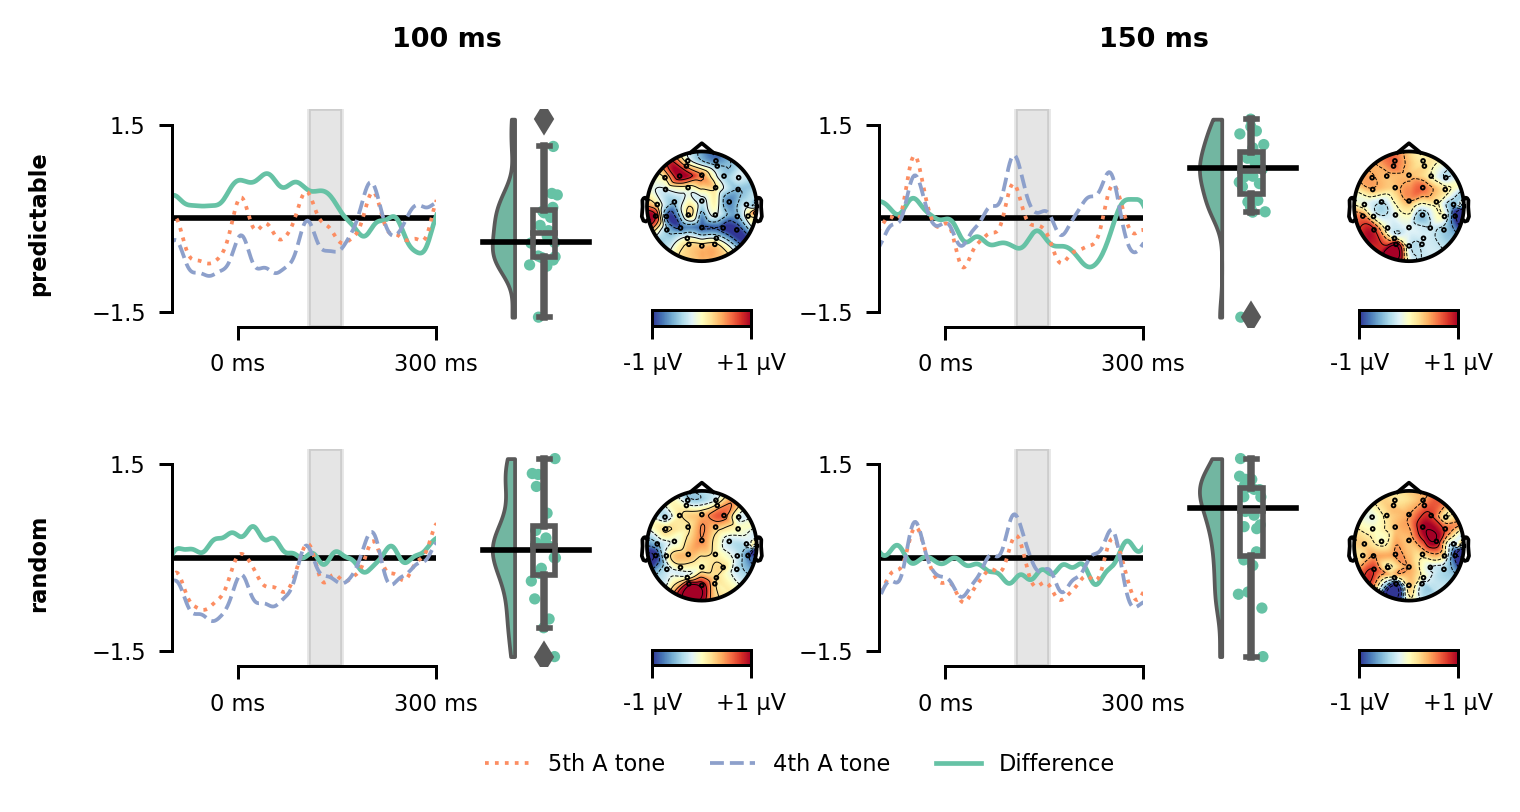 100 ms 150 ms
predictable
1.5 1.5
−1.5 −1.5
0 ms 300 ms -1 µV +1 µV 0 ms 300 ms -1 µV +1 µV
random
1.5 1.5
−1.5 −1.5
0 ms 300 ms -1 µV +1 µV 0 ms 300 ms -1 µV +1 µV
5th A tone 4th A tone Difference